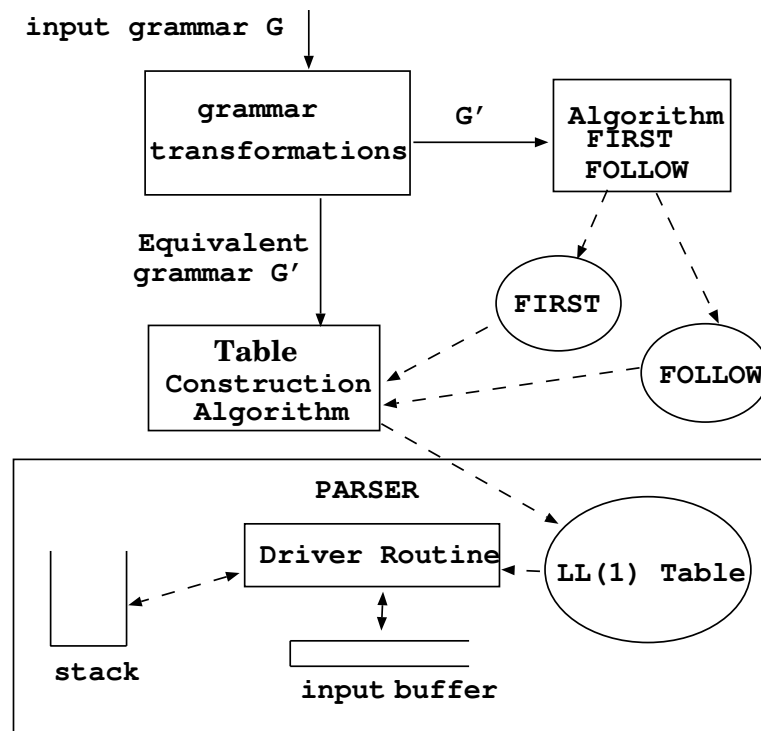 input grammar G
grammar
transformations
G’
Algorithm
FIRST
FOLLOW
Equivalent
grammar G’
FIRST
Table
Construction
Algorithm
FOLLOW
PARSER
Driver Routine
LL(1) Table
stack
input buffer